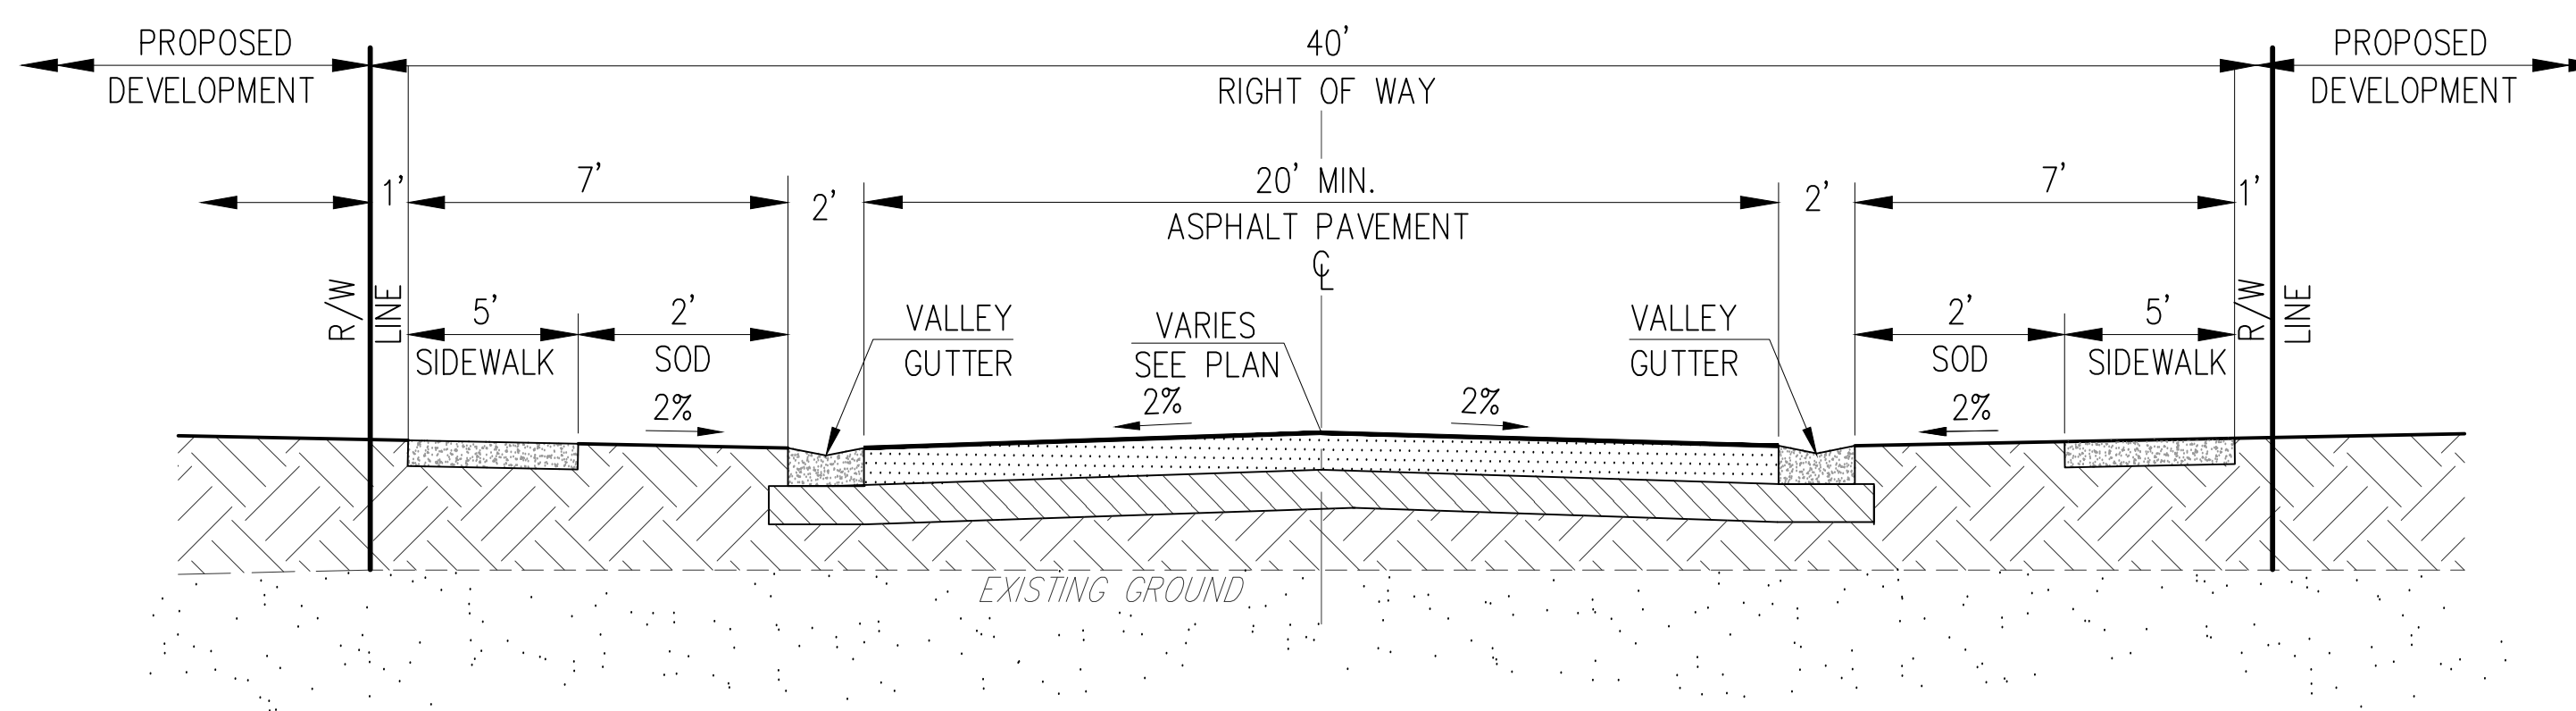 PROPOSED
DEVELOPMENT
40'
RIGHT OF WAY
PROPOSED
DEVELOPMENT
1'
7'
2'
20' MIN.
ASPHALT PAVEMENT
℄
2'
7'
1'
R/W
LINE
5'
SIDEWALK
2'
SOD
2%
VALLEY
GUTTER
VARIES
SEE PLAN
2%
2%
VALLEY
GUTTER
2'
SOD
2%
5'
SIDEWALK
R/W
LINE
EXISTING GROUND